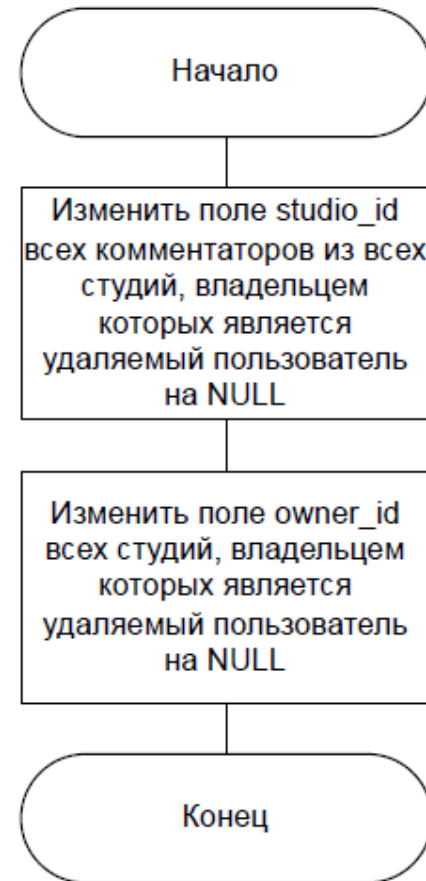 Начало
Изменить поле studio_id
всех комментаторов из всех
студий, владельцем
которых является
удаляемый пользователь
на NULL
Изменить поле owner_id
всех студий, владельцем
которых является
удаляемый пользователь
на NULL
Конец